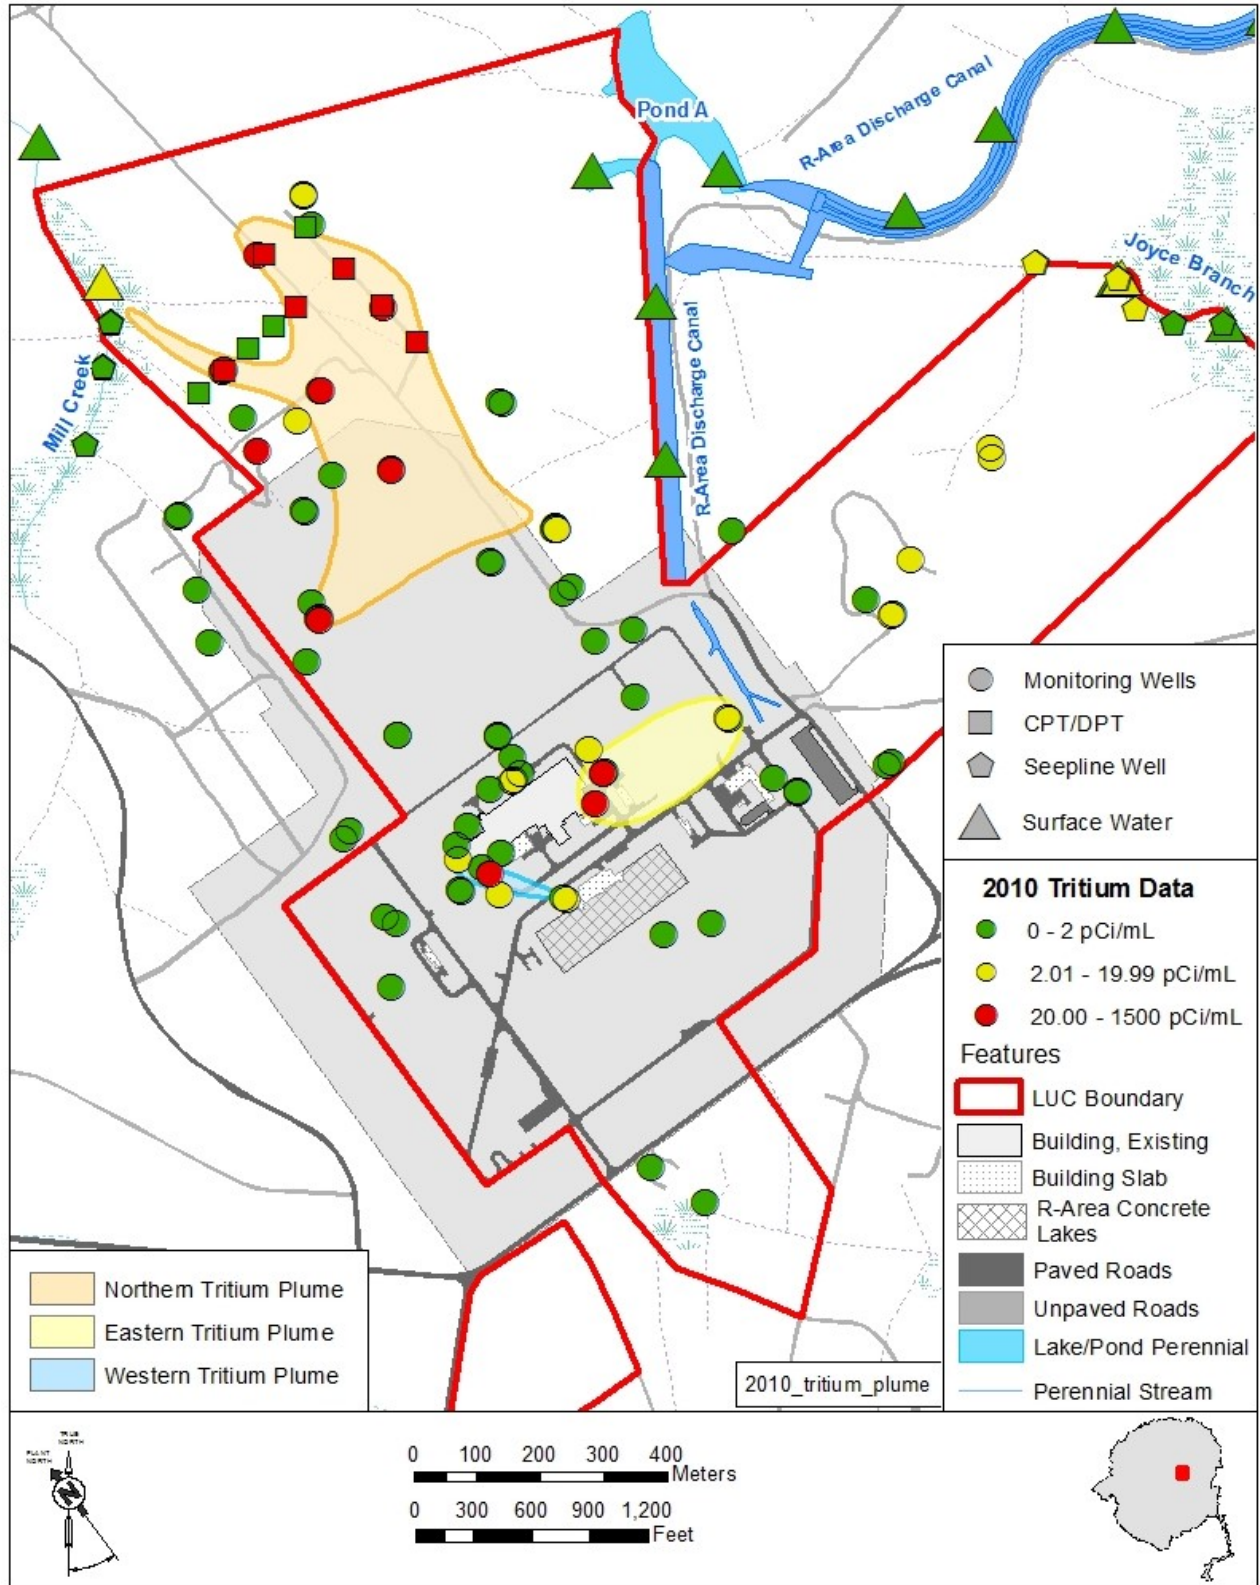 Pond A
R-Area Discharge Canal
Joyce Branch
R-Area Discharge Canal
Mill Creek
Monitoring Wells
CPT/DPT
Seepline Well
Surface Water
2010 Tritium Data
0 - 2 pCi/mL
2.01 - 19.99 pCi/mL
20.00 - 1500 pCi/mL
Features
LUC Boundary
Building, Existing
Building Slab
R-Area Concrete
Lakes
Paved Roads
Unpaved Roads
Lake/Pond Perennial
Perennial Stream
Northern Tritium Plume
Eastern Tritium Plume
Western Tritium Plume
2010_tritium_plume
TRUE
NORTH
PLANT
NORTH
N
0 100 200 300 400
Meters
0 300 600 900 1,200
Feet